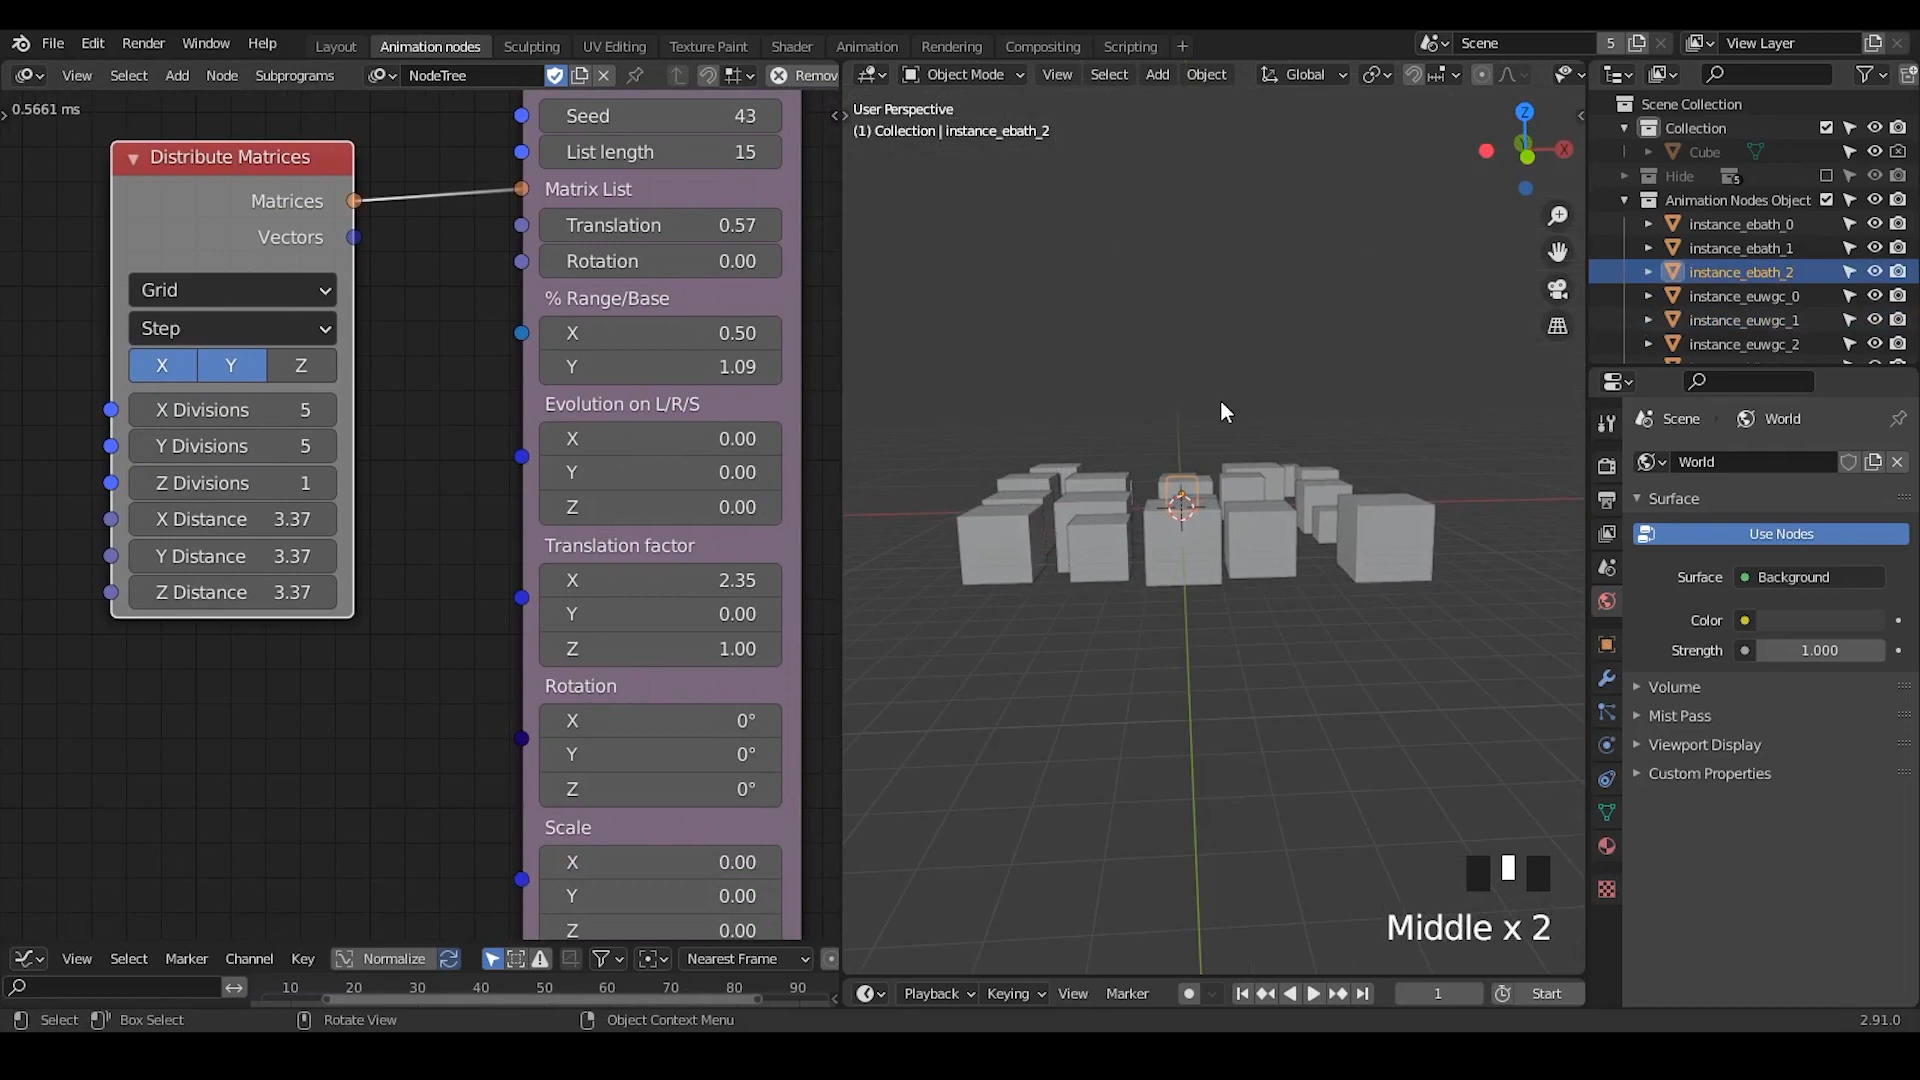 File Edit Render Window Help Layout Animation nodes Sculpting UV Editing Texture Paint Shader Animation Rendering Compositing Scripting + Scene 5 View Layer
View Select Add Node Subprograms NodeTree Remov
Object Mode View Select Add Object Global
0.5661 ms
Distribute Matrices
Matrices
Vectors
Grid
Step
X Y Z
X Divisions 5
Y Divisions 5
Z Divisions 1
X Distance 3.37
Y Distance 3.37
Z Distance 3.37
Seed 43
List length 15
Matrix List
Translation 0.57
Rotation 0.00
% Range/Base
X 0.50
Y 1.09
Evolution on L/R/S
X 0.00
Y 0.00
Z 0.00
Translation factor
X 2.35
Y 0.00
Z 1.00
Rotation
X 0°
Y 0°
Z 0°
Scale
X 0.00
Y 0.00
Z 0.00
User Perspective
(1) Collection | instance_ebath_2
Z
X
Middle x 2
Scene Collection
Collection
Cube
Hide 5
Animation Nodes Object
instance_ebath_0
instance_ebath_1
instance_ebath_2
instance_euwgc_0
instance_euwgc_1
instance_euwgc_2
Scene World
World
Surface
Use Nodes
Surface Background
Color
Strength 1.000
Volume
Mist Pass
Viewport Display
Custom Properties
View Select Marker Channel Key Normalize Nearest Frame
10 20 30 40 50 60 70 80 90
Playback Keying View Marker 1 Start
Select Box Select Rotate View Object Context Menu 2.91.0